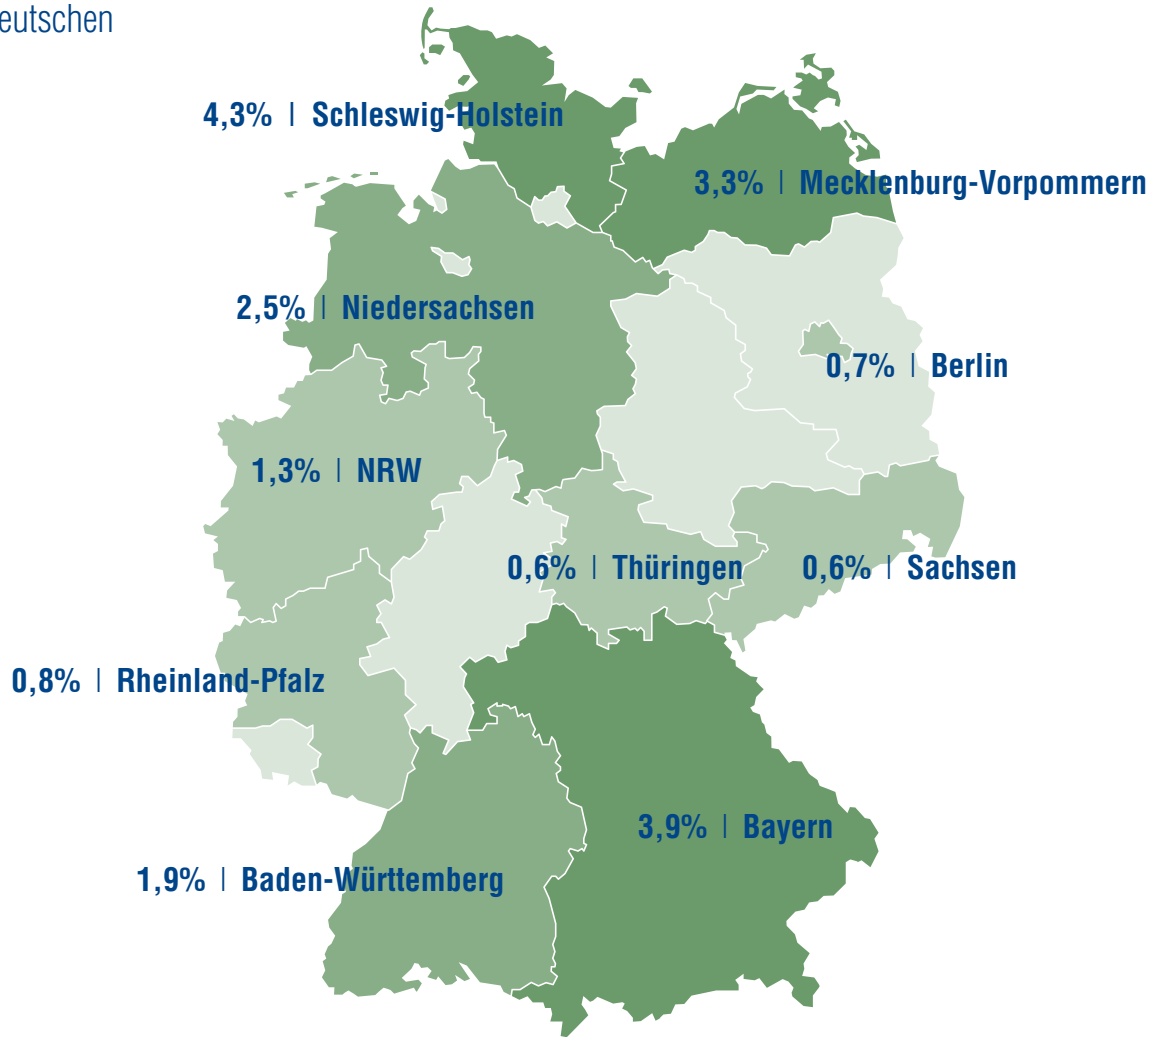 eutschen
4,3% | Schleswig-Holstein
3,3% | Mecklenburg-Vorpommern
2,5% | Niedersachsen
0,7% | Berlin
1,3% | NRW
0,6% | Thüringen
0,6% | Sachsen
0,8% | Rheinland-Pfalz
3,9% | Bayern
1,9% | Baden-Württemberg